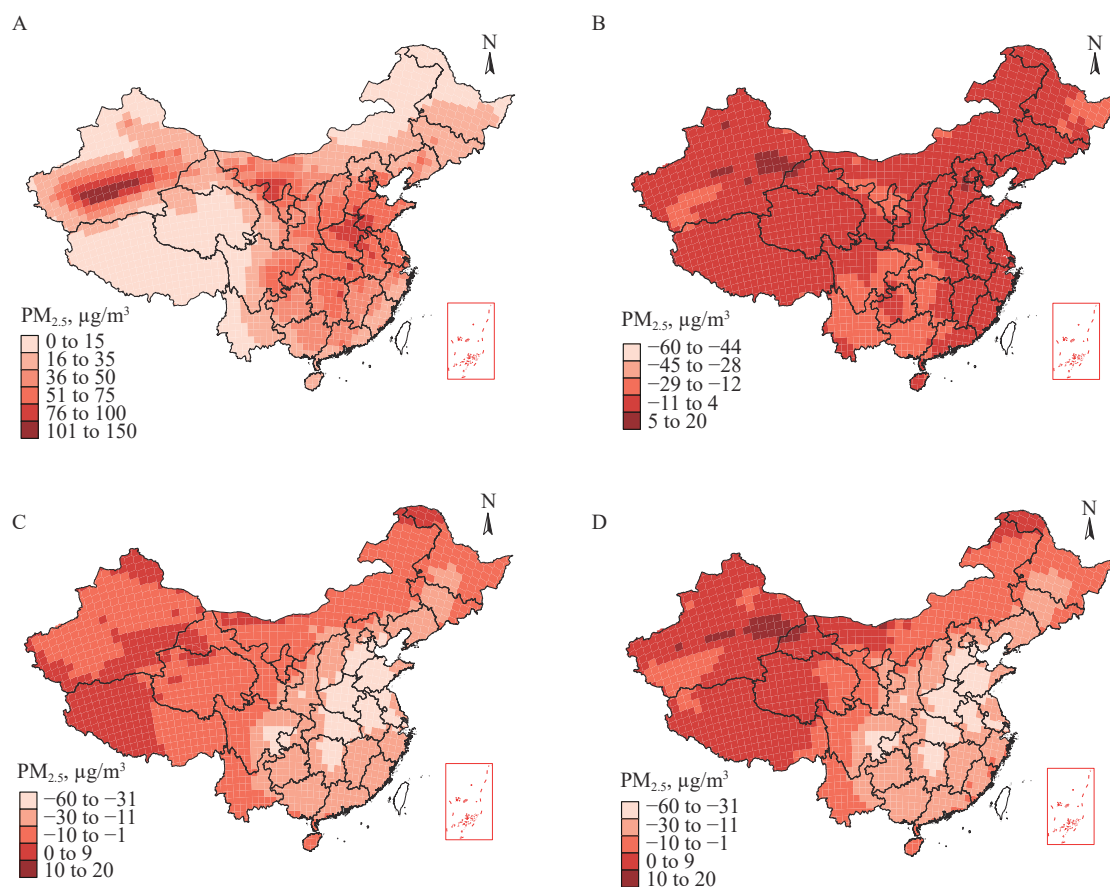 A
N
PM2.5, μg/m³
0 to 15
16 to 35
36 to 50
51 to 75
76 to 100
101 to 150
B
N
PM2.5, μg/m³
−60 to −44
−45 to −28
−29 to −12
−11 to 4
5 to 20
C
N
PM2.5, μg/m³
−60 to −31
−30 to −11
−10 to −1
0 to 9
10 to 20
D
N
PM2.5, μg/m³
−60 to −31
−30 to −11
−10 to −1
0 to 9
10 to 20